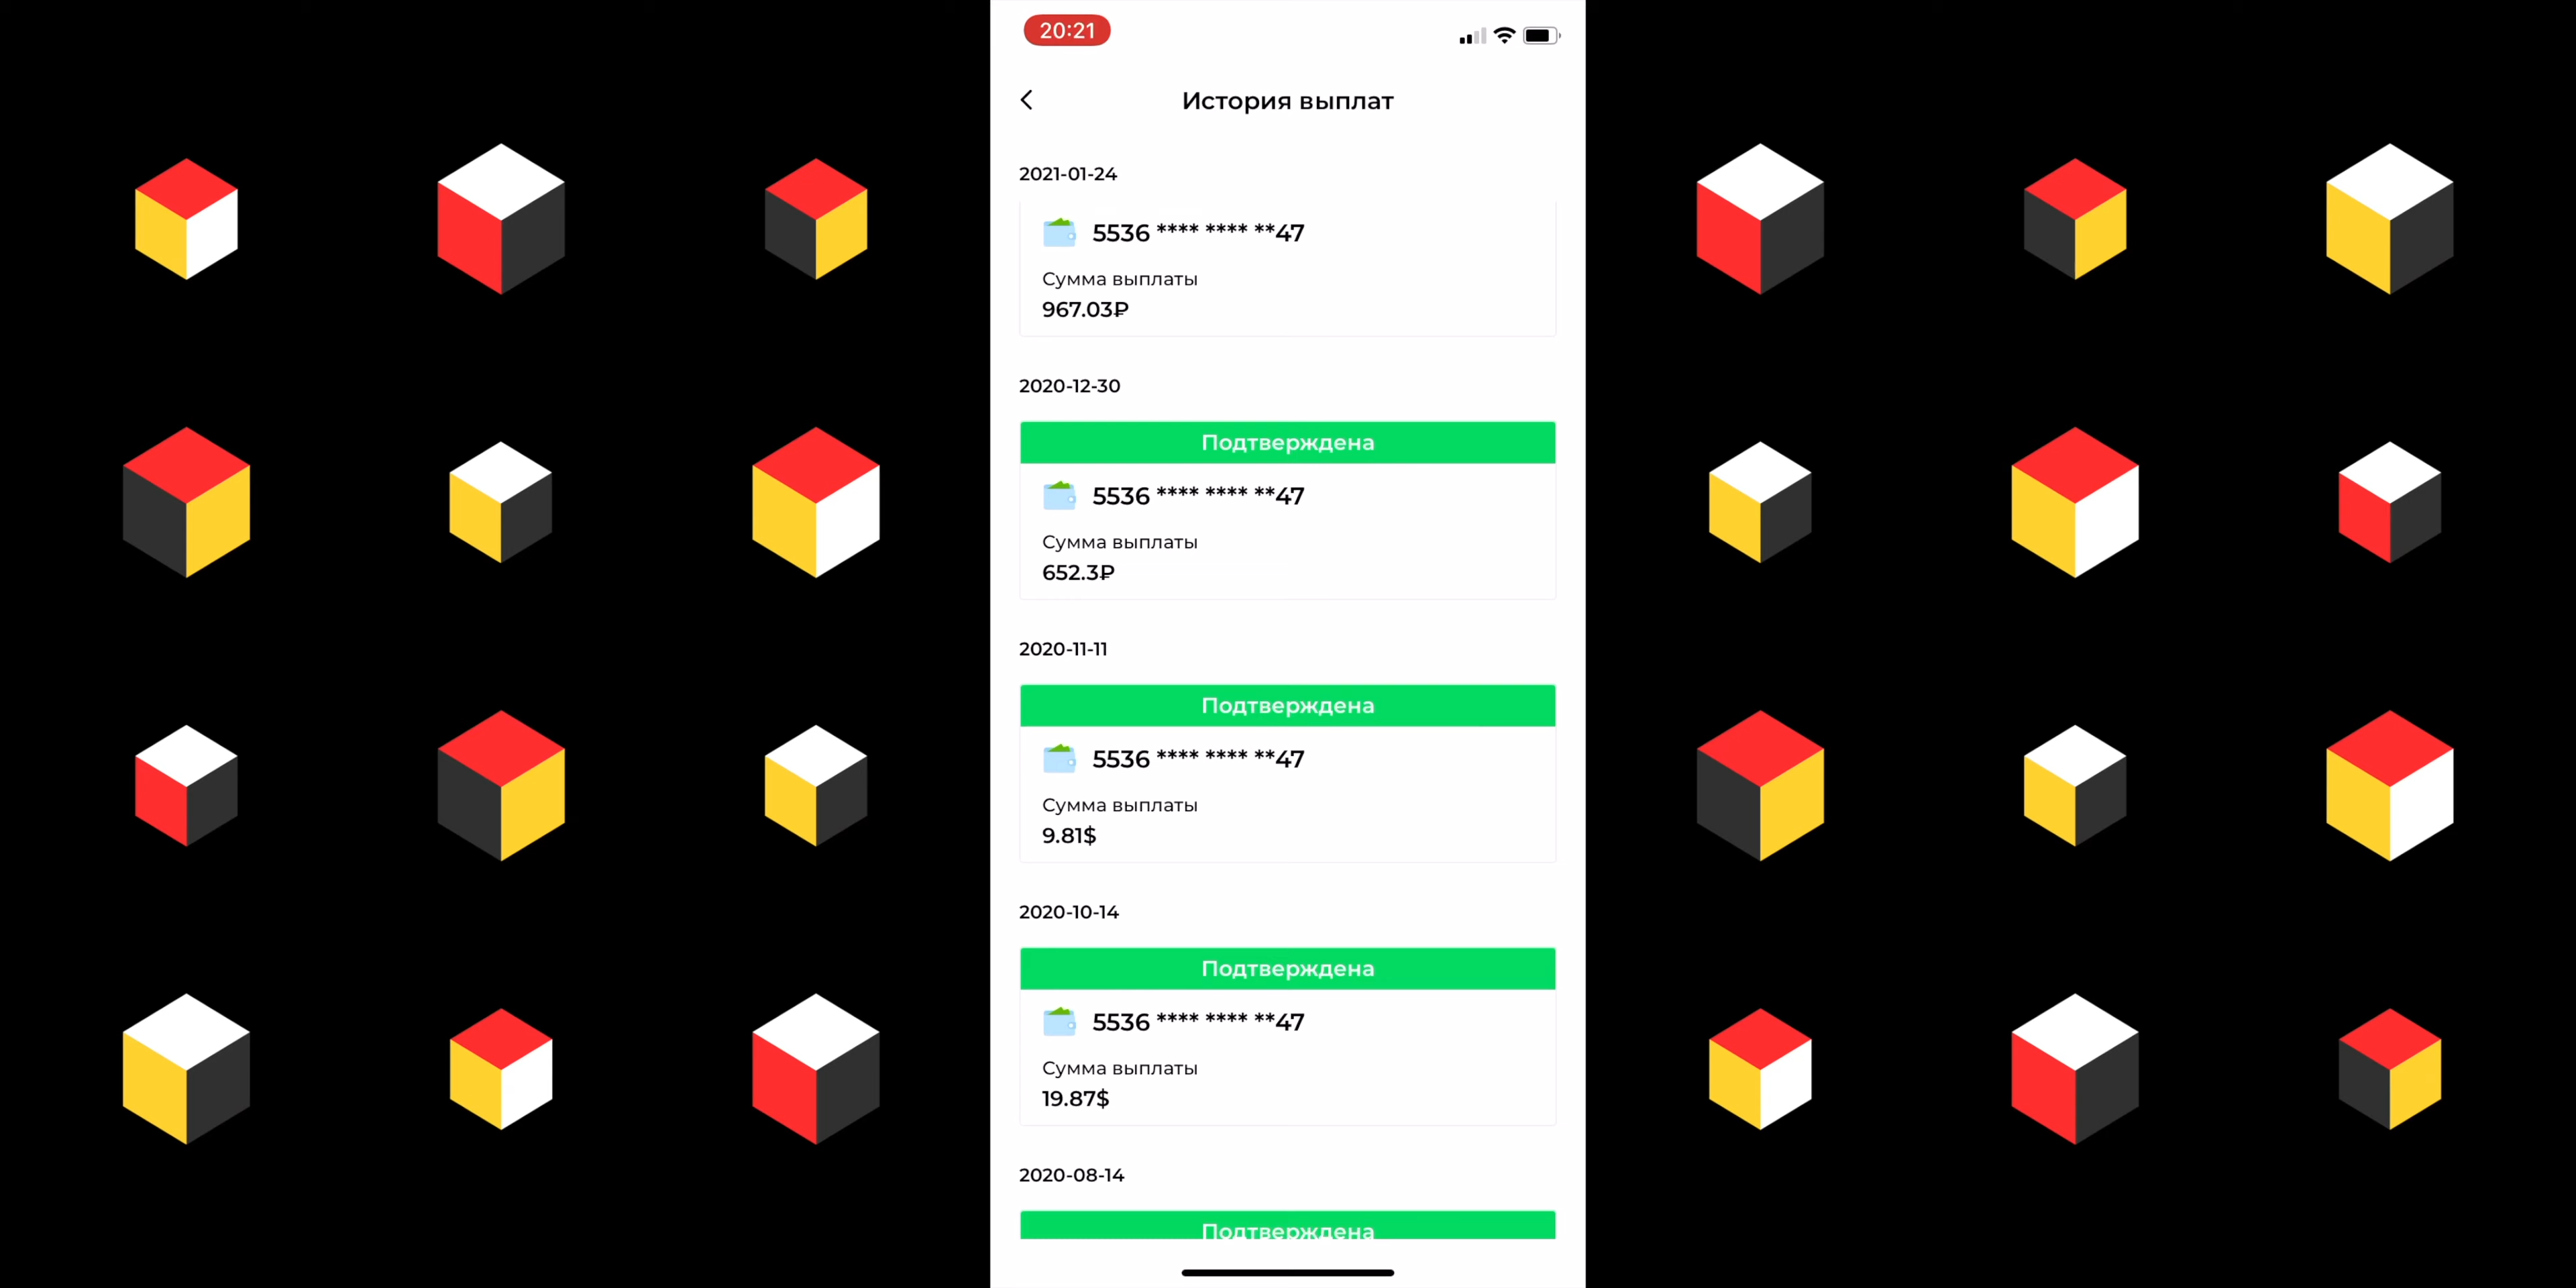 20:21
История выплат
2021-01-24
5536 **** **** **47
Сумма выплаты
967.03₽
2020-12-30
Подтверждена
5536 **** **** **47
Сумма выплаты
652.3₽
2020-11-11
Подтверждена
5536 **** **** **47
Сумма выплаты
9.81$
2020-10-14
Подтверждена
5536 **** **** **47
Сумма выплаты
19.87$
2020-08-14
Подтверждена